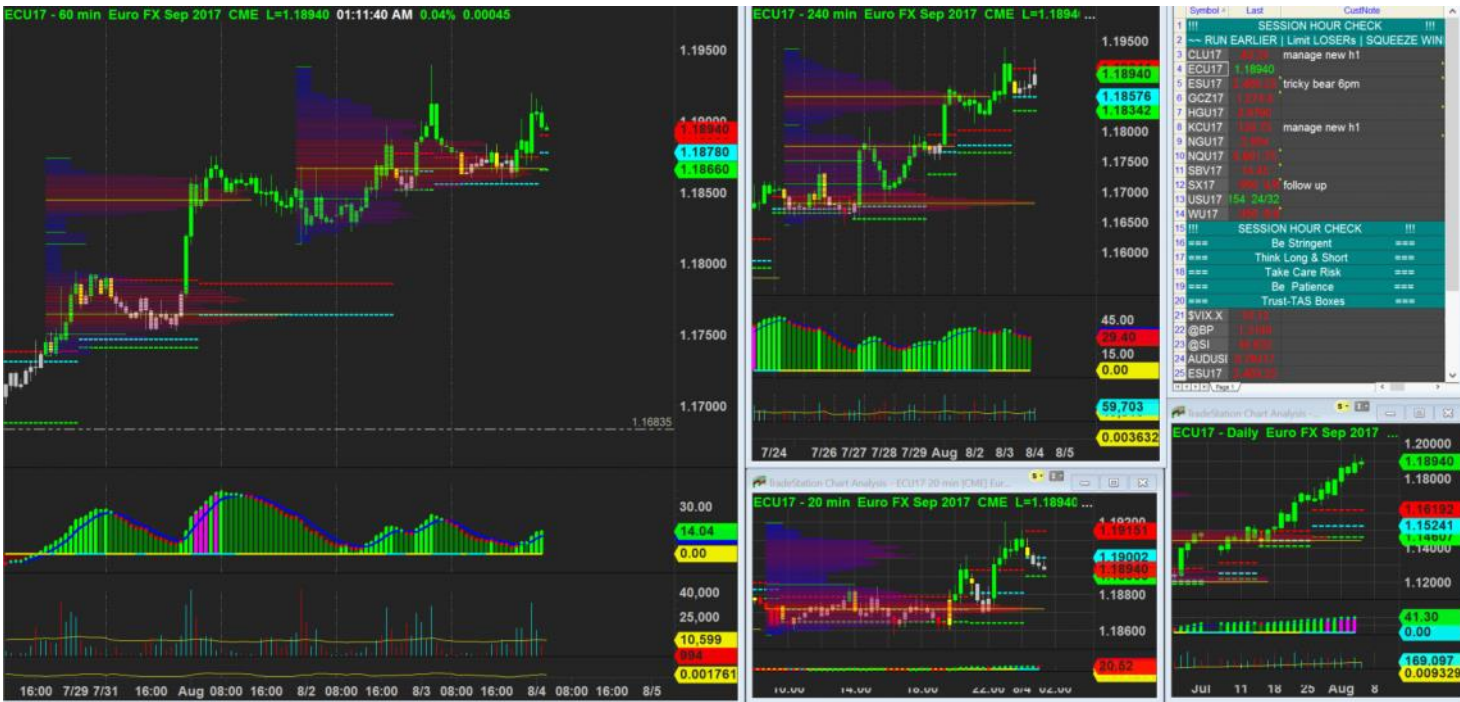 ECU17 - 60 min Euro FX Sep 2017 CME L=1.18940 01:11:40 AM 0.04% 0.00045
1.19500
1.19000
1.18940
1.18780
1.18660
1.18500
1.18000
1.17500
1.17000
1.16835
30.00
14.04
0.00
40,000
25,000
10,599
994
0.001761
16:00 7/29 7/31 16:00 Aug 08:00 16:00 8/2 08:00 16:00 8/3 08:00 16:00 8/4 08:00 16:00 8/5
ECU17 - 240 min Euro FX Sep 2017 CME L=1.1894 ...
1.19500
1.18940
1.18576
1.18342
1.18000
1.17500
1.17000
1.16500
1.16000
45.00
29.40
15.00
0.00
59,703
0.003632
7/24 7/26 7/27 7/28 7/29 Aug 8/2 8/3 8/4 8/5
TradeStation Chart Analysis - ECU17 20 min [CME] Eur...
ECU17 - 20 min Euro FX Sep 2017 CME L=1.18940 ...
1.19200
1.19151
1.19002
1.18940
1.18800
1.18600
20.52
10:00 14:00 18:00 22:00 8/4 02:00
Symbol Last CustNote
1 !!! SESSION HOUR CHECK !!!
2 ~~ RUN EARLIER | Limit LOSERs | SQUEEZE WIN
3 CLU17 manage new h1
4 ECU17 1.18940
5 ESU17 tricky bear 6pm
6 GCZ17
7 HGU17
8 KCU17 manage new h1
9 NGU17
10 NQU17
11 SBV17
12 SX17 follow up
13 USU17 154 24/32
14 WU17
15 !!! SESSION HOUR CHECK !!!
16 === Be Stringent ===
17 === Think Long & Short ===
18 === Take Care Risk ===
19 === Be Patience ===
20 === Trust-TAS Boxes ===
21 $VIX.X
22 @BP
23 @SI
24 AUDUSI
25 ESU17
Page 1
TradeStation Chart Analysis - ...
ECU17 - Daily Euro FX Sep 2017 ...
1.20000
1.18940
1.18000
1.16192
1.15241
1.14607
1.14000
1.12000
41.30
0.00
169,097
0.009329
Jul 11 18 25 Aug 8